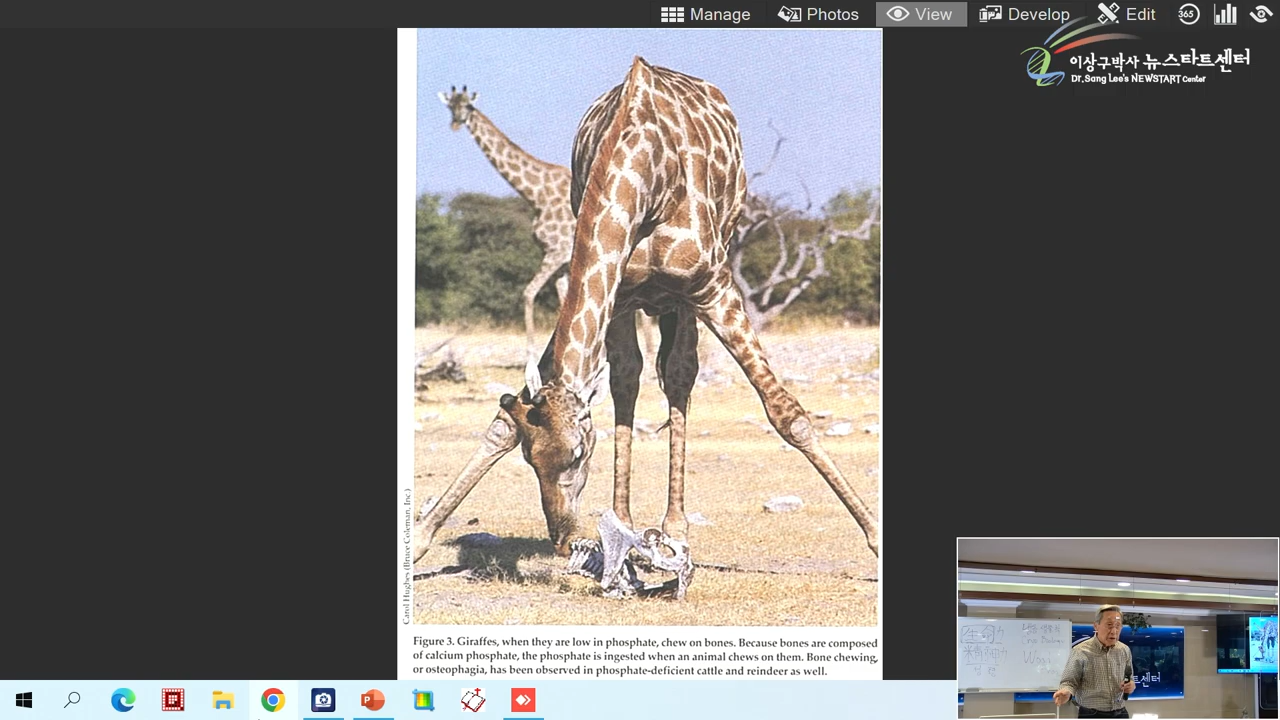 Manage
Photos
View
Develop
Edit
365
이상구박사 뉴스타트센터
Dr.Sang Lee's NEWSTART Center
Carol Hughes (Bruce Coleman, Inc.)
Figure 3. Giraffes, when they are low in phosphate, chew on bones. Because bones are composed
of calcium phosphate, the phosphate is ingested when an animal chews on them. Bone chewing,
or osteophagia, has been observed in phosphate-deficient cattle and reindeer as well.
트센터